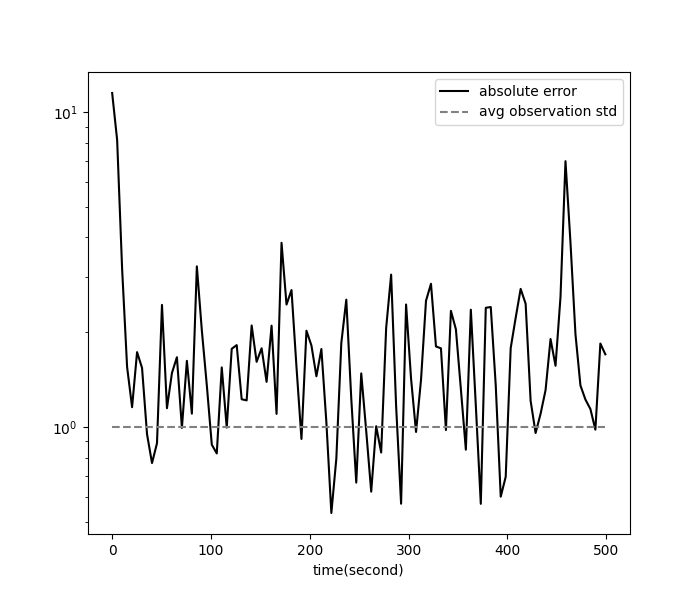 absolute error
avg observation std
10¹
10⁰
0 100 200 300 400 500
time(second)